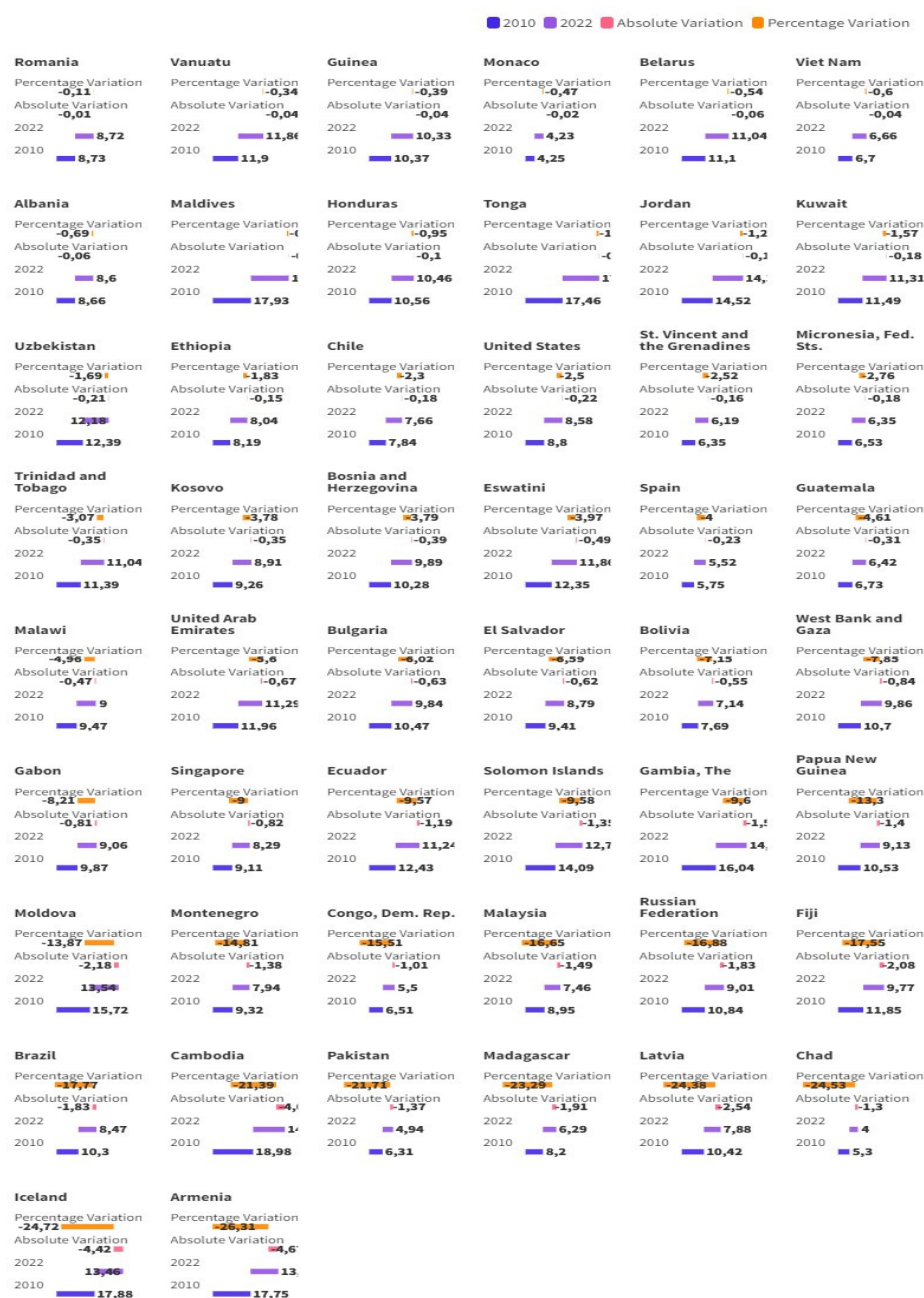 2010 2022 Absolute Variation Percentage Variation
Romania Vanuatu Guinea Monaco Belarus Viet Nam
Percentage Variation Percentage Variation Percentage Variation Percentage Variation Percentage Variation Percentage Variation
-0,11 -0,34 -0,39 -0,47 -0,54 -0,6
Absolute Variation Absolute Variation Absolute Variation Absolute Variation Absolute Variation Absolute Variation
-0,01 -0,04 -0,04 -0,02 -0,06 -0,04
2022 2022 2022 2022 2022 2022
8,72 11,86 10,33 4,23 11,04 6,66
2010 2010 2010 2010 2010 2010
8,73 11,9 10,37 4,25 11,1 6,7
Albania Maldives Honduras Tonga Jordan Kuwait
Percentage Variation Percentage Variation Percentage Variation Percentage Variation Percentage Variation Percentage Variation
-0,69 -0,95 -1,57
Absolute Variation Absolute Variation Absolute Variation Absolute Variation Absolute Variation Absolute Variation
-0,06 -0,1 -0,18
2022 2022 2022 2022 2022 2022
8,6 10,46 11,31
2010 2010 2010 2010 2010 2010
8,66 17,93 10,56 17,46 14,52 11,49
Uzbekistan Ethiopia Chile United States St. Vincent and the Grenadines Micronesia, Fed. Sts.
Percentage Variation Percentage Variation Percentage Variation Percentage Variation Percentage Variation Percentage Variation
-1,69 -1,83 -2,3 -2,5 -2,52 -2,76
Absolute Variation Absolute Variation Absolute Variation Absolute Variation Absolute Variation Absolute Variation
-0,21 -0,15 -0,18 -0,22 -0,16 -0,18
2022 2022 2022 2022 2022 2022
12,18 8,04 7,66 8,58 6,19 6,35
2010 2010 2010 2010 2010 2010
12,39 8,19 7,84 8,8 6,35 6,53
Trinidad and Tobago Kosovo Bosnia and Herzegovina Eswatini Spain Guatemala
Percentage Variation Percentage Variation Percentage Variation Percentage Variation Percentage Variation Percentage Variation
-3,07 -3,78 -3,79 -3,97 -4 -4,61
Absolute Variation Absolute Variation Absolute Variation Absolute Variation Absolute Variation Absolute Variation
-0,35 -0,35 -0,39 -0,49 -0,23 -0,31
2022 2022 2022 2022 2022 2022
11,04 8,91 9,89 11,86 5,52 6,42
2010 2010 2010 2010 2010 2010
11,39 9,26 10,28 12,35 5,75 6,73
Malawi United Arab Emirates Bulgaria El Salvador Bolivia West Bank and Gaza
Percentage Variation Percentage Variation Percentage Variation Percentage Variation Percentage Variation Percentage Variation
-4,96 -5,6 -6,02 -6,59 -7,15 -7,85
Absolute Variation Absolute Variation Absolute Variation Absolute Variation Absolute Variation Absolute Variation
-0,47 -0,67 -0,63 -0,62 -0,55 -0,84
2022 2022 2022 2022 2022 2022
9 11,29 9,84 8,79 7,14 9,86
2010 2010 2010 2010 2010 2010
9,47 11,96 10,47 9,41 7,69 10,7
Gabon Singapore Ecuador Solomon Islands Gambia, The Papua New Guinea
Percentage Variation Percentage Variation Percentage Variation Percentage Variation Percentage Variation Percentage Variation
-8,21 -9 -9,57 -9,58 -9,6 -13,3
Absolute Variation Absolute Variation Absolute Variation Absolute Variation Absolute Variation Absolute Variation
-0,81 -0,82 -1,19 -1,4
2022 2022 2022 2022 2022 2022
9,06 8,29 11,24 9,13
2010 2010 2010 2010 2010 2010
9,87 9,11 12,43 14,09 16,04 10,53
Moldova Montenegro Congo, Dem. Rep. Malaysia Russian Federation Fiji
Percentage Variation Percentage Variation Percentage Variation Percentage Variation Percentage Variation Percentage Variation
-13,87 -14,81 -15,51 -16,65 -16,88 -17,55
Absolute Variation Absolute Variation Absolute Variation Absolute Variation Absolute Variation Absolute Variation
-2,18 -1,38 -1,01 -1,49 -1,83 -2,08
2022 2022 2022 2022 2022 2022
13,54 7,94 5,5 7,46 9,01 9,77
2010 2010 2010 2010 2010 2010
15,72 9,32 6,51 8,95 10,84 11,85
Brazil Cambodia Pakistan Madagascar Latvia Chad
Percentage Variation Percentage Variation Percentage Variation Percentage Variation Percentage Variation Percentage Variation
-17,77 -21,39 -21,71 -23,29 -24,38 -24,53
Absolute Variation Absolute Variation Absolute Variation Absolute Variation Absolute Variation Absolute Variation
-1,83 -1,37 -1,91 -2,54 -1,3
2022 2022 2022 2022 2022 2022
8,47 4,94 6,29 7,88 4
2010 2010 2010 2010 2010 2010
10,3 18,98 6,31 8,2 10,42 5,3
Iceland Armenia
Percentage Variation Percentage Variation
-24,72 -26,31
Absolute Variation Absolute Variation
-4,42
2022 2022
13,46
2010 2010
17,88 17,75